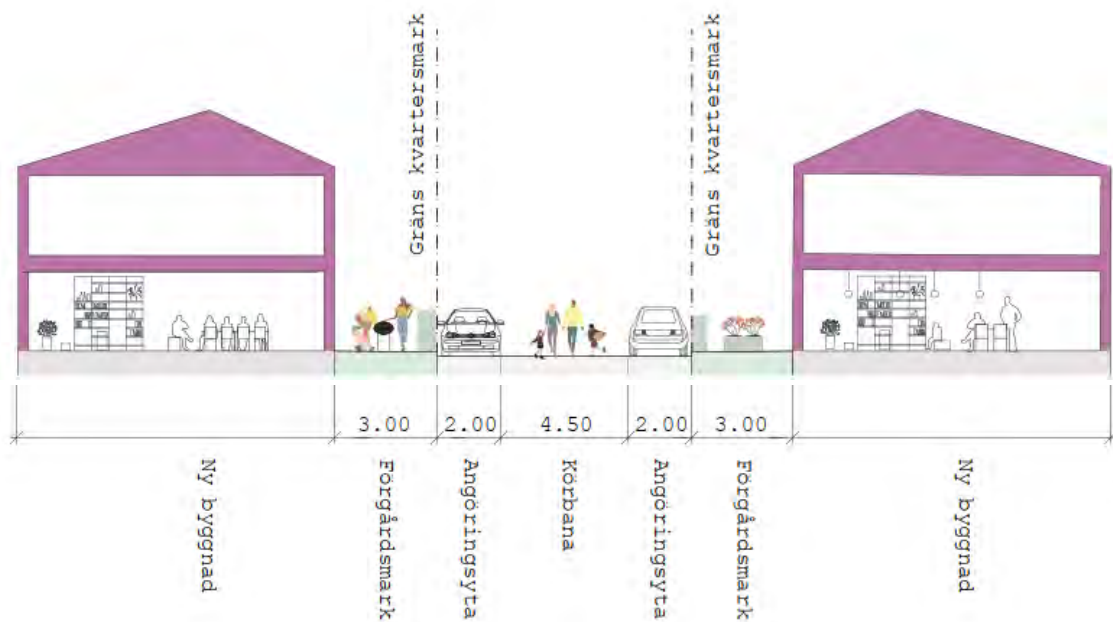 Gräns kvartersmark
Gräns kvartersmark
3.00 2.00 4.50 2.00 3.00
Ny byggnad
Förgårdsmark
Angöringsyta
Körbana
Angöringsyta
Förgårdsmark
Ny byggnad